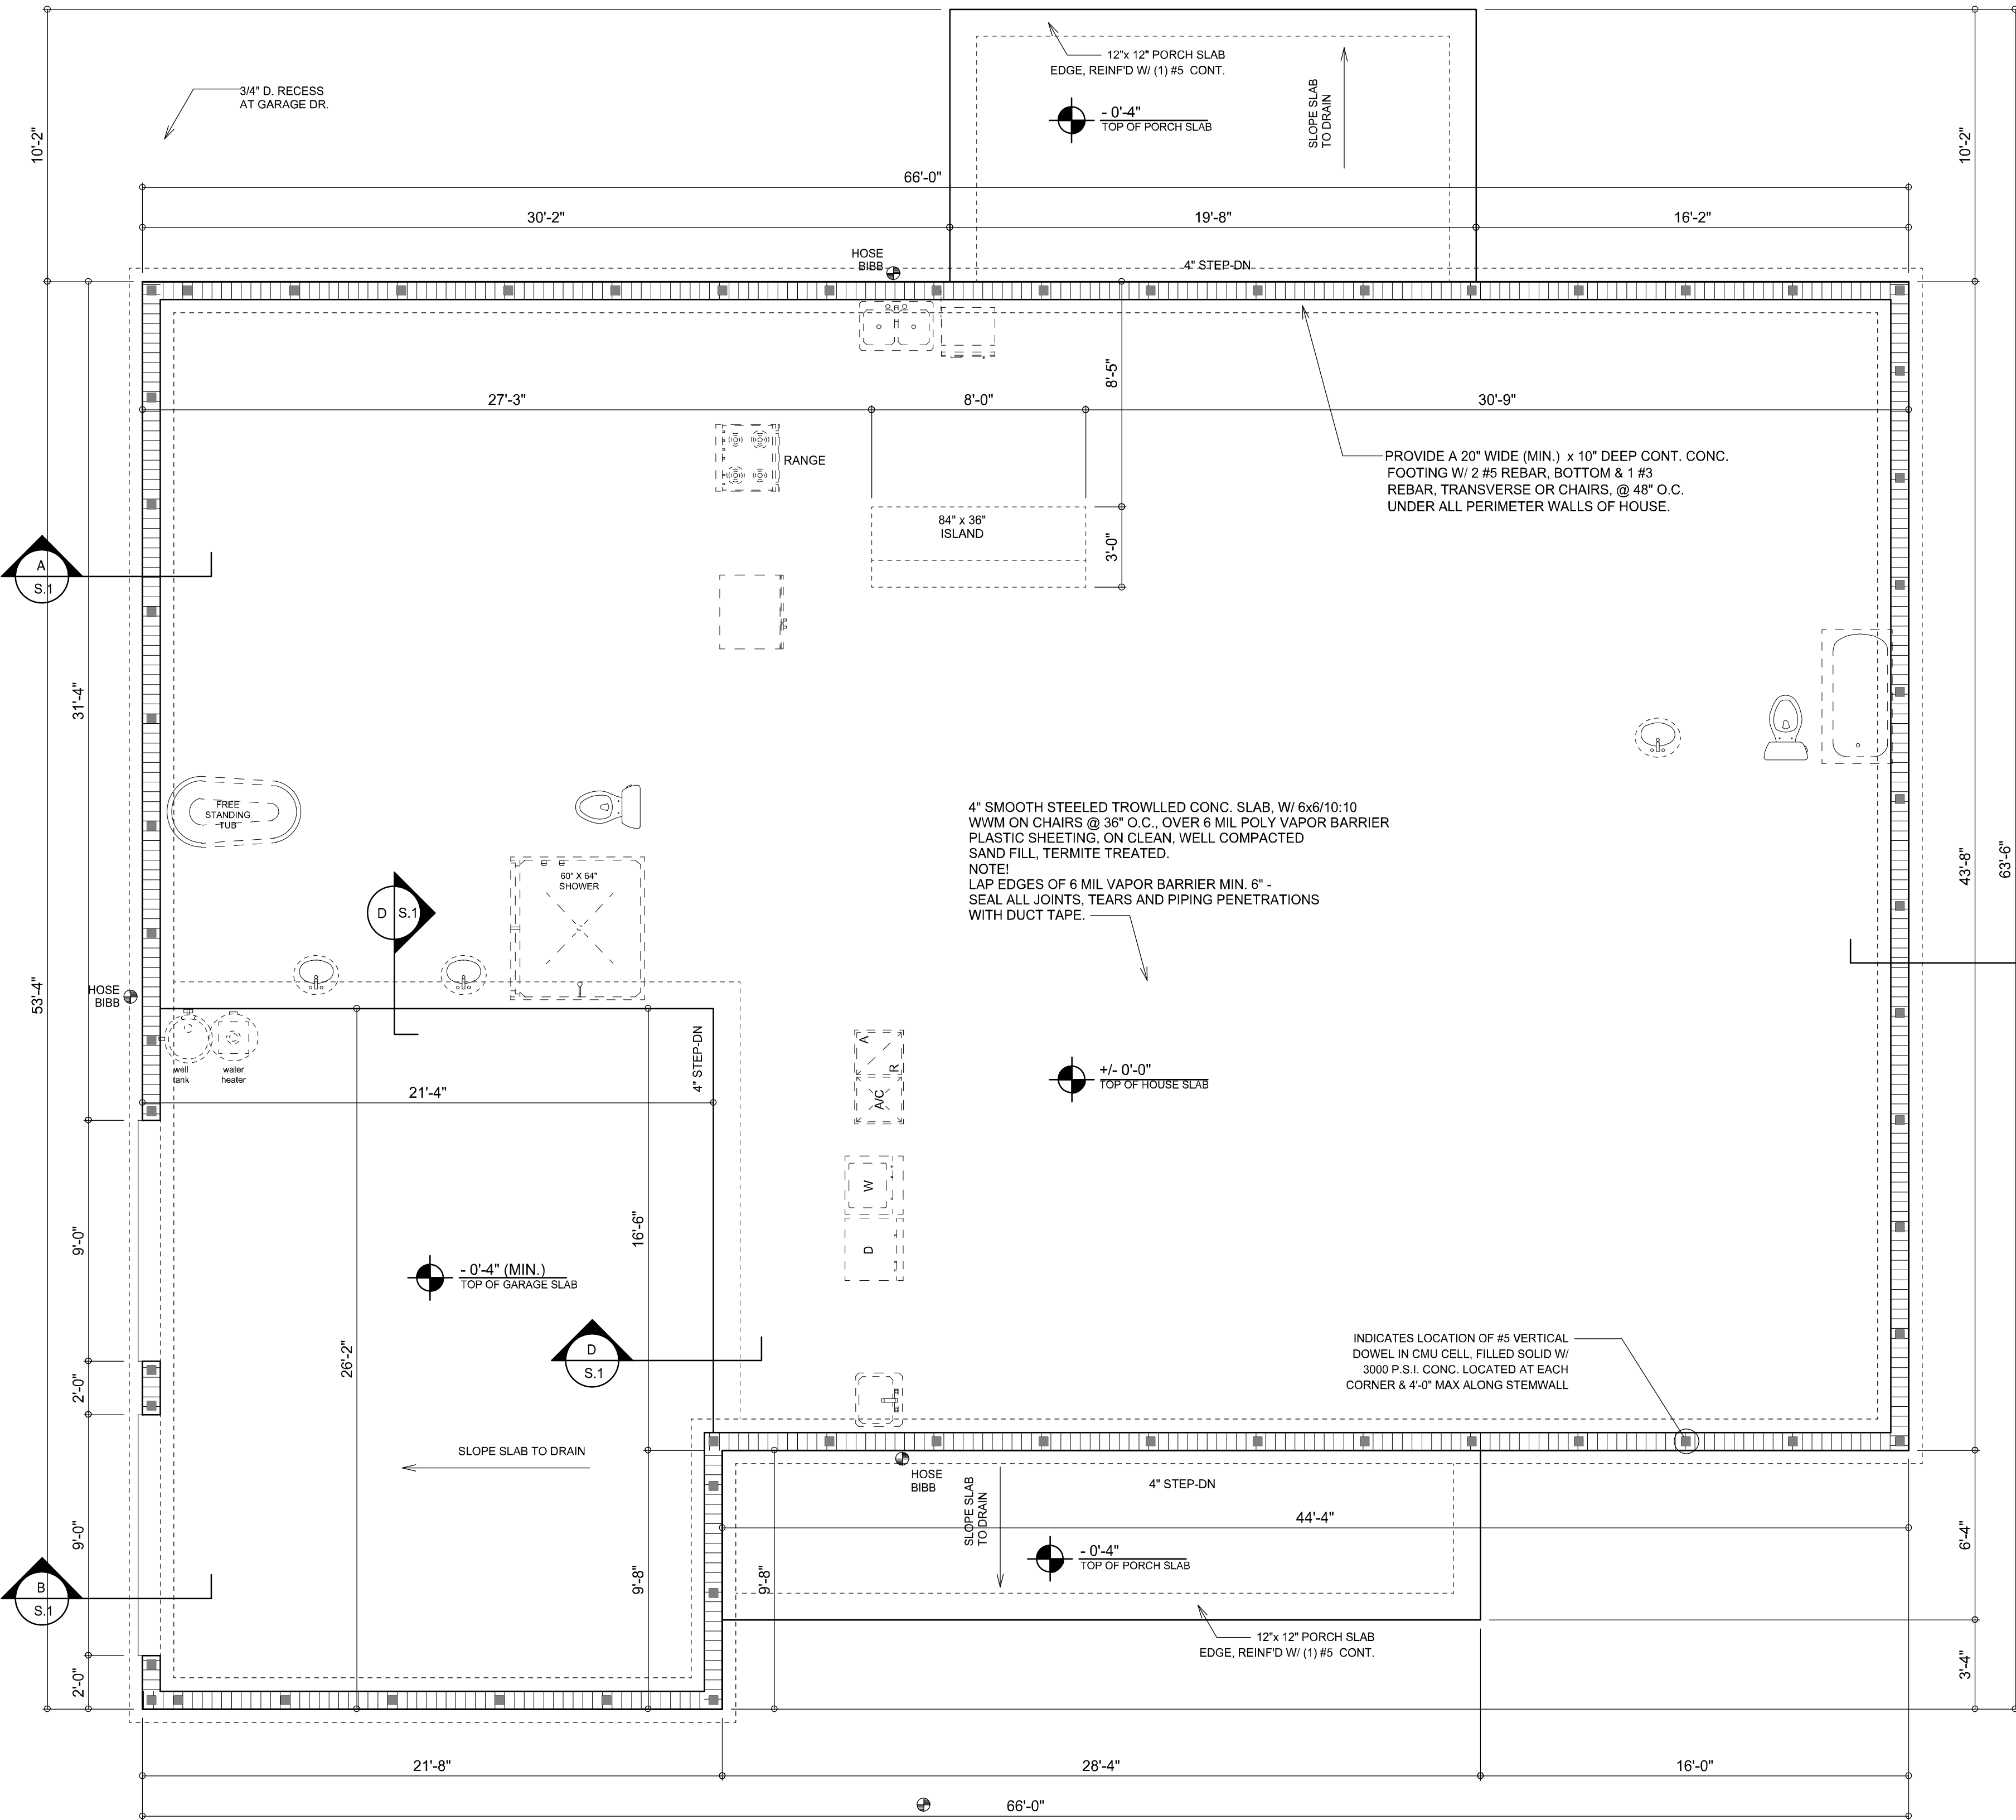 12"x 12" PORCH SLAB
EDGE, REINF'D W/ (1) #5  CONT.
3/4" D. RECESS
AT GARAGE DR.
SLOPE SLAB
TO DRAIN
- 0'-4"
TOP OF PORCH SLAB
10'-2"
10'-2"
66'-0"
30'-2"
19'-8"
16'-2"
HOSE
BIBB
4" STEP-DN
8'-5"
27'-3"
8'-0"
30'-9"
RANGE
PROVIDE A 20" WIDE (MIN.)  x 10" DEEP CONT. CONC.
FOOTING W/ 2 #5 REBAR, BOTTOM & 1 #3
REBAR, TRANSVERSE OR CHAIRS, @ 48" O.C.
UNDER ALL PERIMETER WALLS OF HOUSE.
84" x 36"
ISLAND
3'-0"
A
S.1
31'-4"
FREE
STANDING
TUB
4" SMOOTH STEELED TROWLLED CONC. SLAB, W/ 6x6/10:10
WWM ON CHAIRS @ 36" O.C., OVER 6 MIL POLY VAPOR BARRIER
PLASTIC SHEETING, ON CLEAN, WELL COMPACTED
SAND FILL, TERMITE TREATED.
NOTE!
LAP EDGES OF 6 MIL VAPOR BARRIER MIN. 6" -
SEAL ALL JOINTS, TEARS AND PIPING PENETRATIONS
WITH DUCT TAPE.
43'-8"
63'-6"
60" X 64"
SHOWER
D
S.1
53'-4"
HOSE
BIBB
well
tank
water
heater
4" STEP-DN
A
R
A/C
+/- 0'-0"
TOP OF HOUSE SLAB
21'-4"
W
D
9'-0"
16'-6"
- 0'-4" (MIN.)
TOP OF GARAGE SLAB
26'-2"
D
S.1
INDICATES LOCATION OF #5 VERTICAL
DOWEL IN CMU CELL, FILLED SOLID W/
3000 P.S.I. CONC. LOCATED AT EACH
CORNER & 4'-0" MAX ALONG STEMWALL
2'-0"
SLOPE SLAB TO DRAIN
HOSE
BIBB
SLOPE SLAB
TO DRAIN
4" STEP-DN
44'-4"
9'-0"
6'-4"
- 0'-4"
TOP OF PORCH SLAB
9'-8"
9'-8"
B
S.1
12"x 12" PORCH SLAB
EDGE, REINF'D W/ (1) #5  CONT.
2'-0"
3'-4"
21'-8"
28'-4"
16'-0"
66'-0"